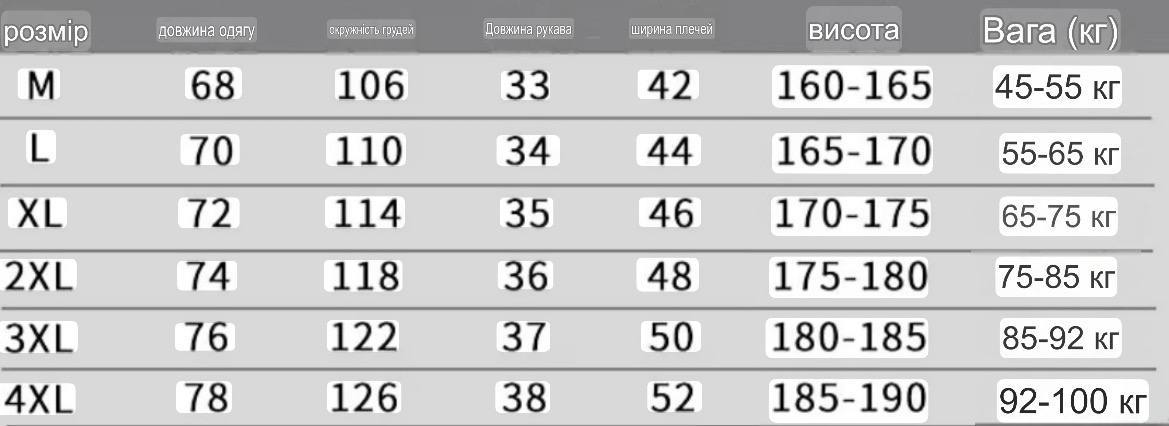 розмір довжина одягу окружність грудей Довжина рукава ширина плечей висота Вага (кг)
M 68 106 33 42 160-165 45-55 кг
L 70 110 34 44 165-170 55-65 кг
XL 72 114 35 46 170-175 65-75 кг
2XL 74 118 36 48 175-180 75-85 кг
3XL 76 122 37 50 180-185 85-92 кг
4XL 78 126 38 52 185-190 92-100 кг